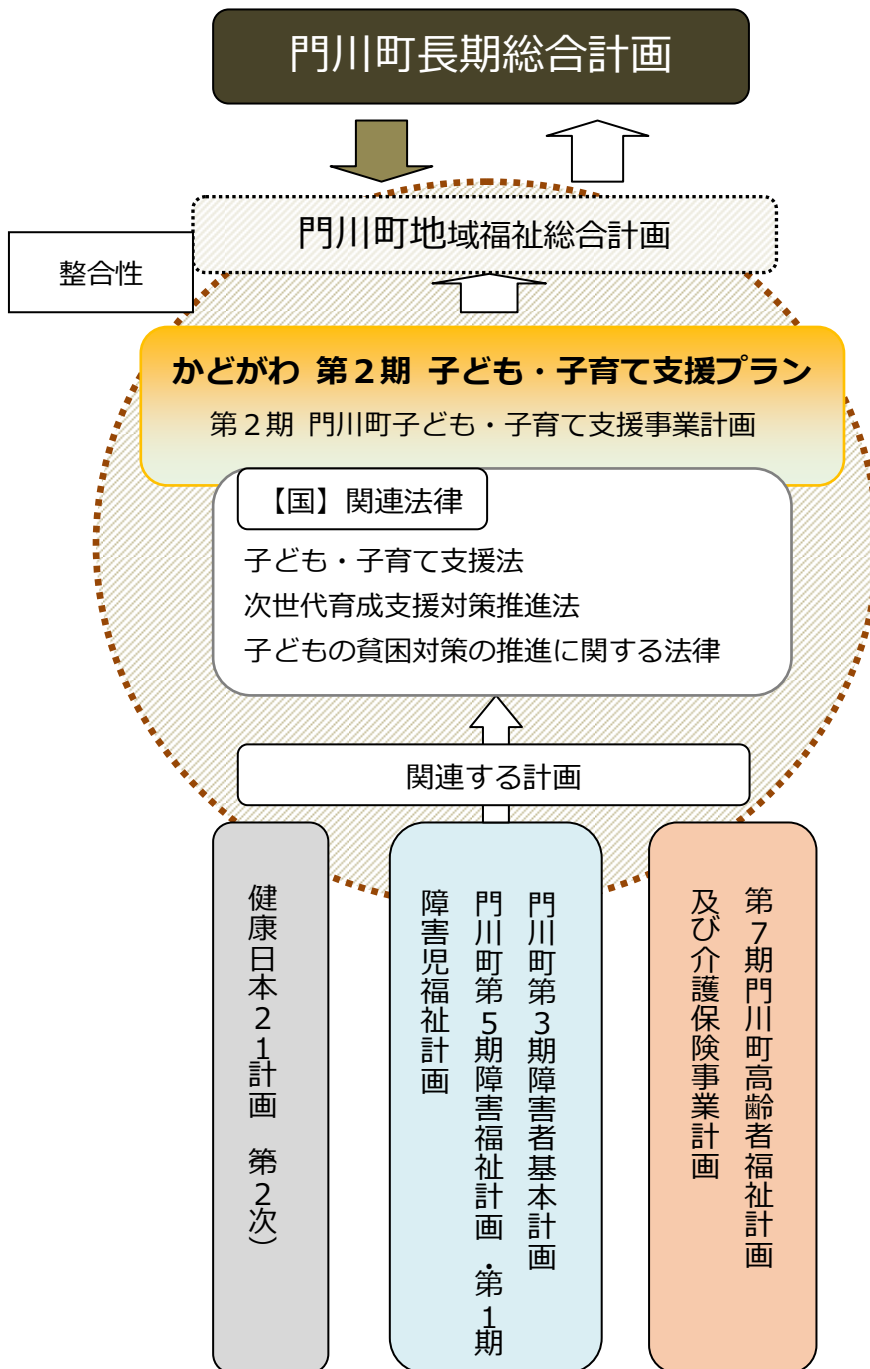 門川町長期総合計画
門川町地域福祉総合計画
整合性
かどがわ 第２期 子ども・子育て支援プラン
第２期 門川町子ども・子育て支援事業計画
【国】関連法律
子ども・子育て支援法
次世代育成支援対策推進法
子どもの貧困対策の推進に関する法律
関連する計画
健康日本２１計画（第２次）
門川町第３期障害者基本計画
門川町第５期障害福祉計画・第１期
障害児福祉計画
第７期門川町高齢者福祉計画
及び介護保険事業計画